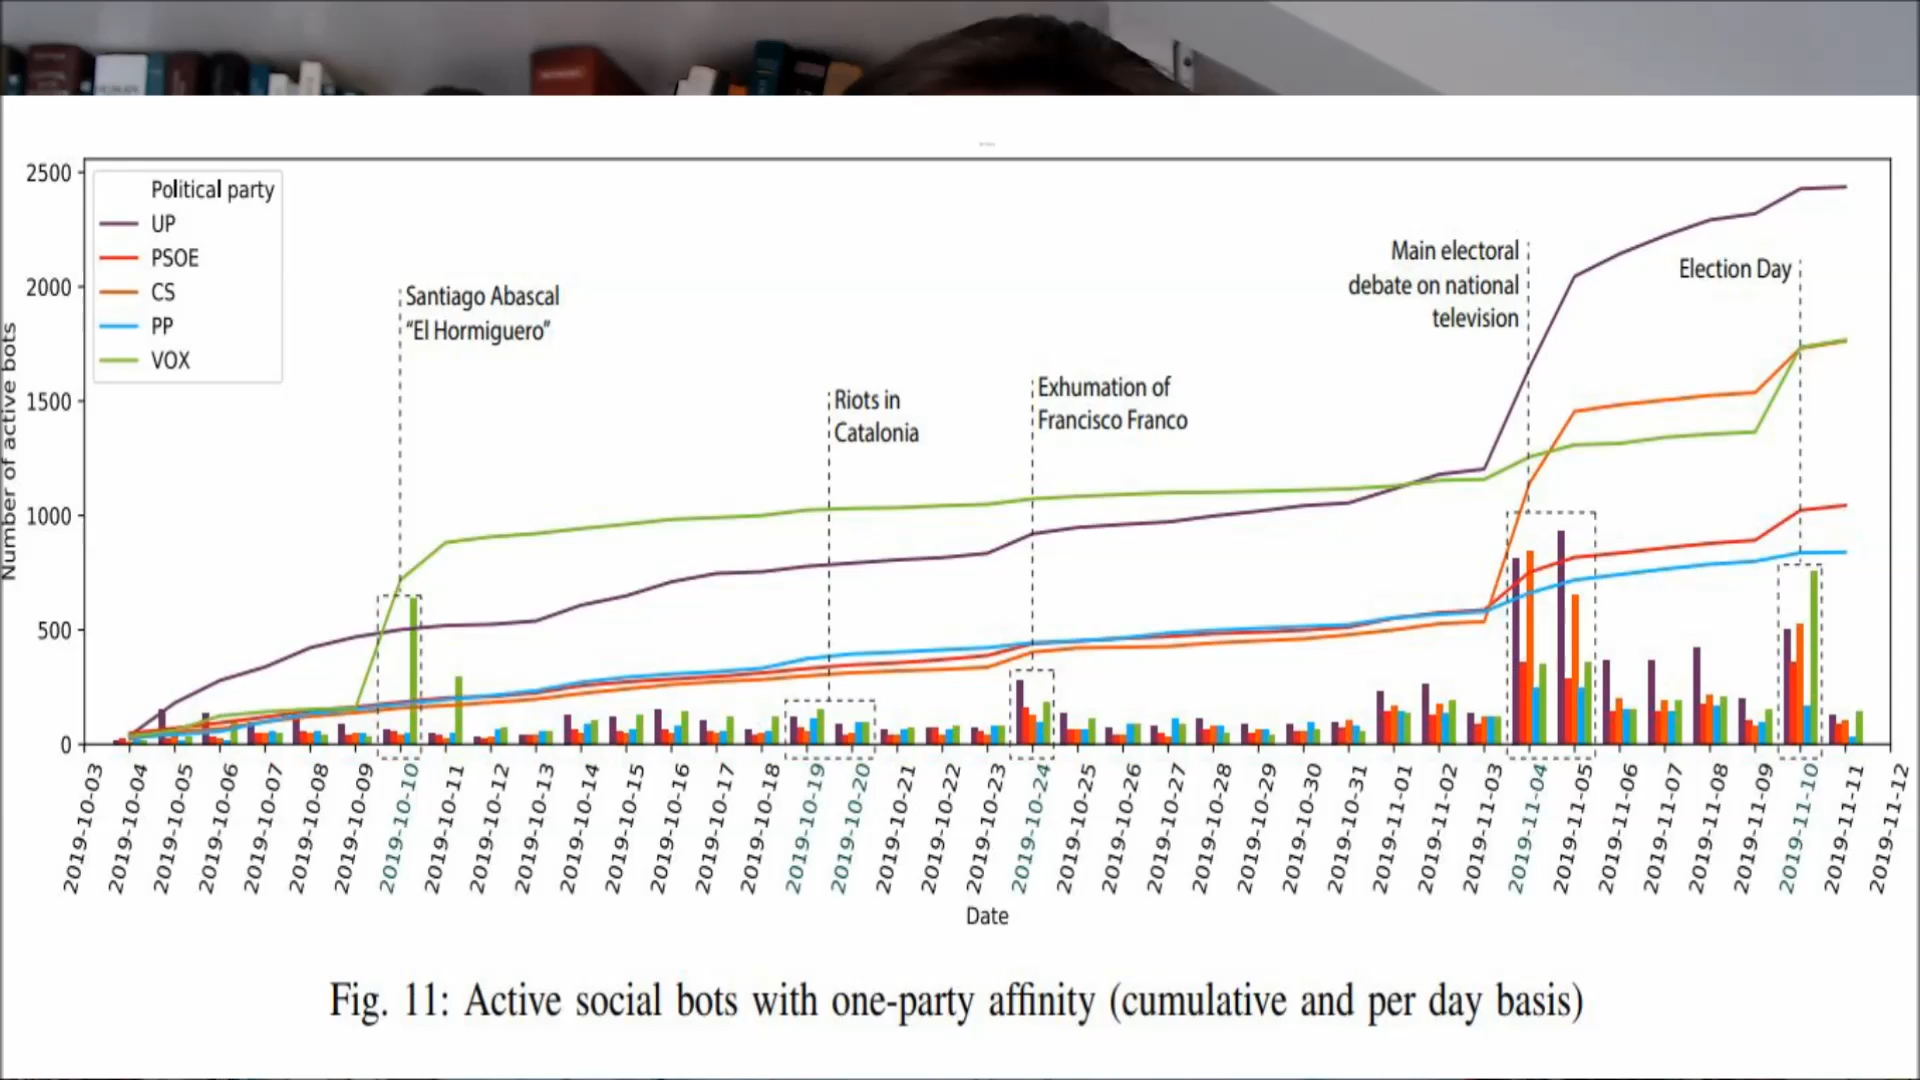 2500
2000
1500
1000
500
0
Number of active bots
Political party
UP
PSOE
CS
PP
VOX
Santiago Abascal
“El Hormiguero”
Riots in
Catalonia
Exhumation of
Francisco Franco
Main electoral
debate on national
television
Election Day
2019-10-03
2019-10-04
2019-10-05
2019-10-06
2019-10-07
2019-10-08
2019-10-09
2019-10-10
2019-10-11
2019-10-12
2019-10-13
2019-10-14
2019-10-15
2019-10-16
2019-10-17
2019-10-18
2019-10-19
2019-10-20
2019-10-21
2019-10-22
2019-10-23
2019-10-24
2019-10-25
2019-10-26
2019-10-27
2019-10-28
2019-10-29
2019-10-30
2019-10-31
2019-11-01
2019-11-02
2019-11-03
2019-11-04
2019-11-05
2019-11-06
2019-11-07
2019-11-08
2019-11-09
2019-11-10
2019-11-11
2019-11-12
Date
Fig. 11: Active social bots with one-party affinity (cumulative and per day basis)